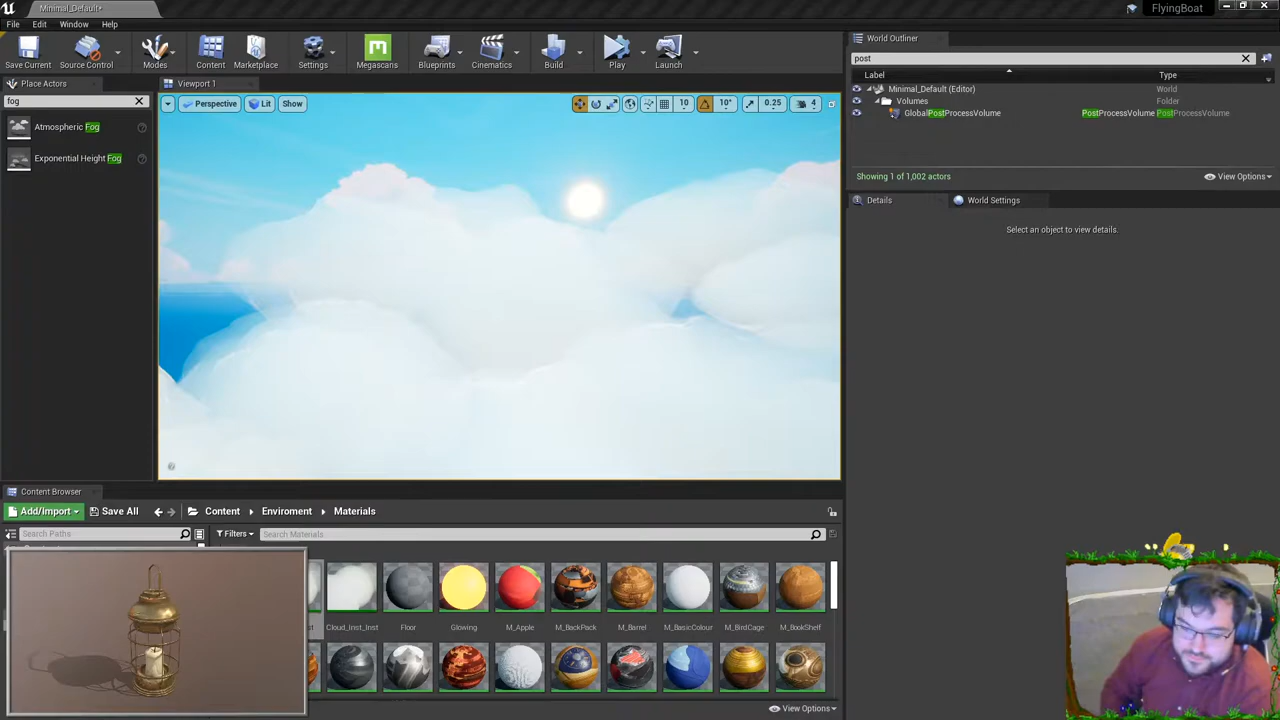 Minimal_Default*
FlyingBoat
File Edit Window Help
Save Current Source Control Modes Content Marketplace Settings Megascans Blueprints Cinematics Build Play Launch
World Outliner
post
Label Type
Minimal_Default (Editor) World
Volumes Folder
GlobalPostProcessVolume PostProcessVolume PostProcessVolume
Showing 1 of 1,002 actors View Options
Details World Settings
Select an object to view details.
Place Actors
fog
Atmospheric Fog
Exponential Height Fog
Viewport 1
Perspective Lit Show 10 10° 0.25 4
Content Browser
Add/Import Save All Content Enviroment Materials
Search Paths Filters Search Materials
Cloud_Inst_Inst Floor Glowing M_Apple M_BackPack M_Barrel M_BasicColour M_BirdCage M_BookShelf
View Options